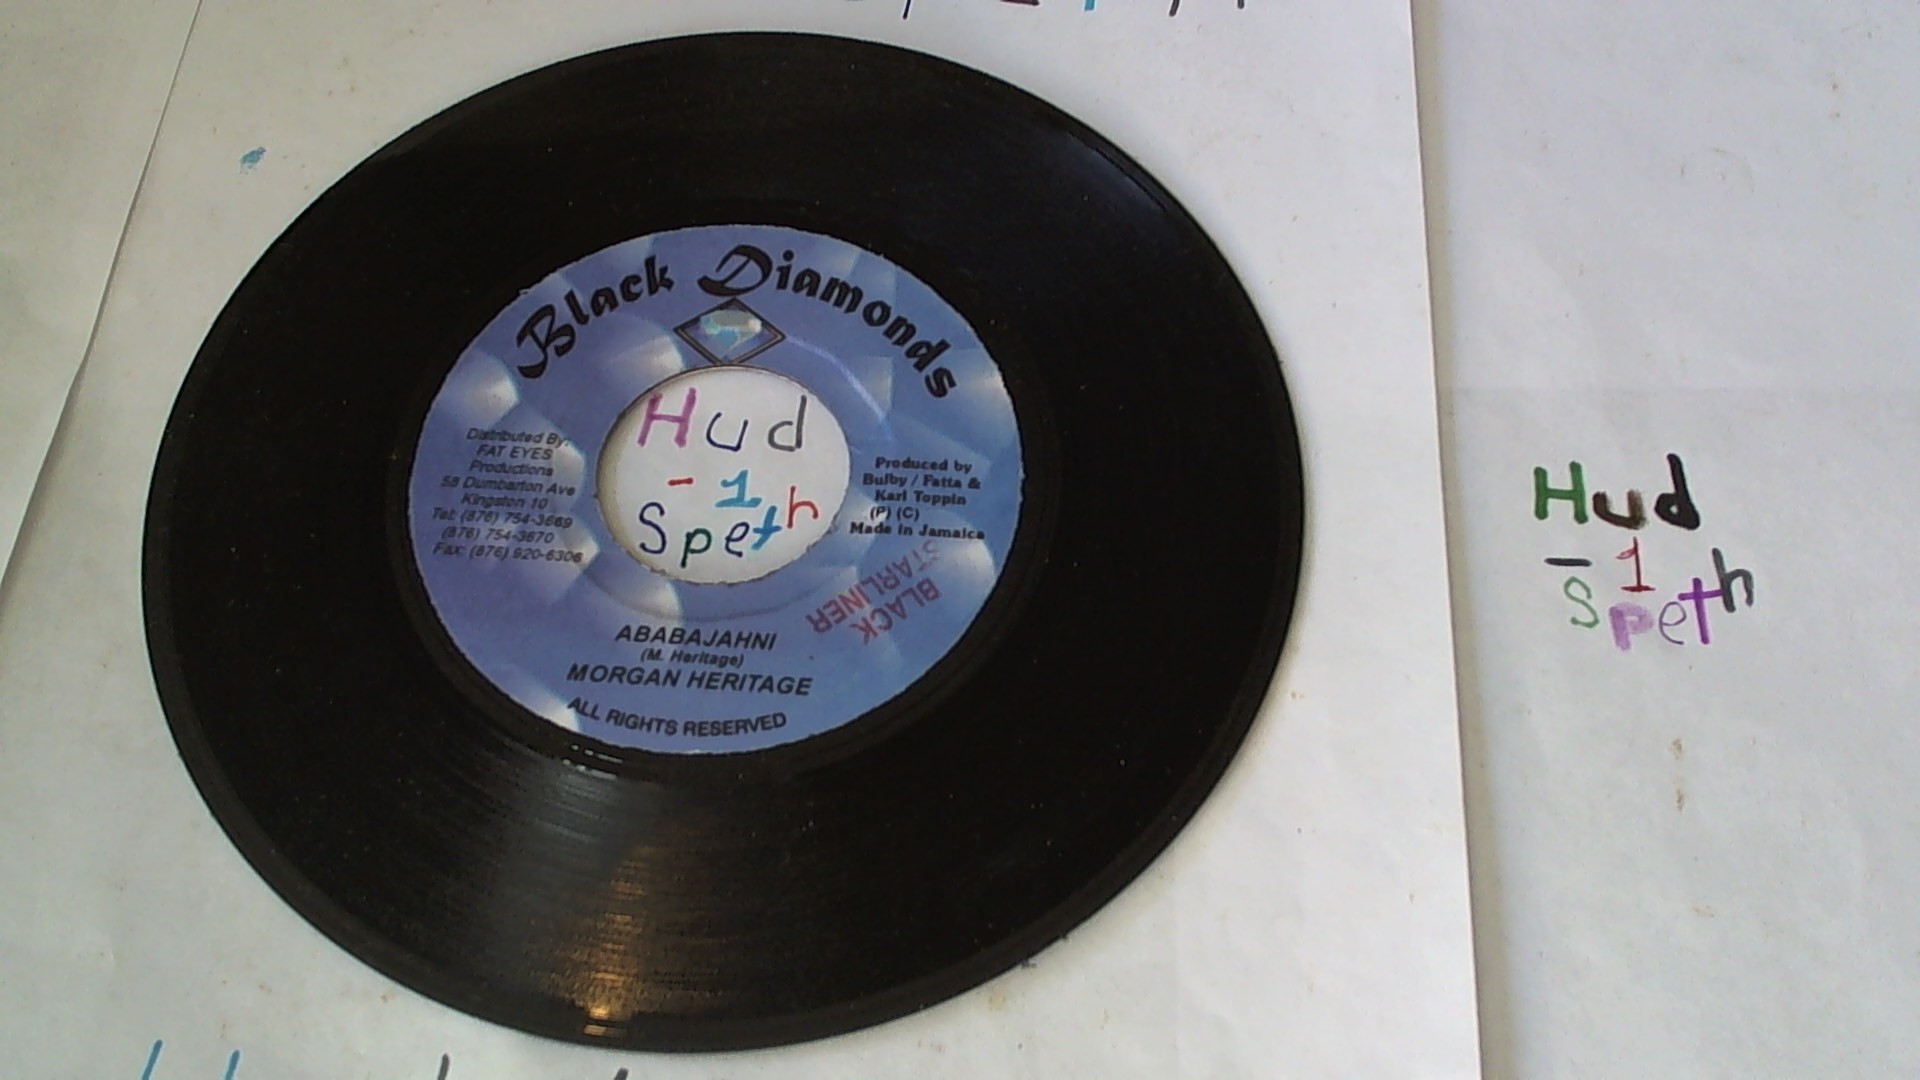 Black Diamonds
Hud
- 1
Speth
Distributed By:
FAT EYES
Productions
58 Dumbarton Ave
Kingston 10
Tel: (876) 754-3669
(876) 754-3670
Fax: (876) 920-6306
Produced by
Bulby / Fatta &
Karl Toppin
(P) (C)
Made in Jamaica
BLACK
STARLINER
ABABAJAHNI
(M. Heritage)
MORGAN HERITAGE
ALL RIGHTS RESERVED
Hud
- 1
Speth